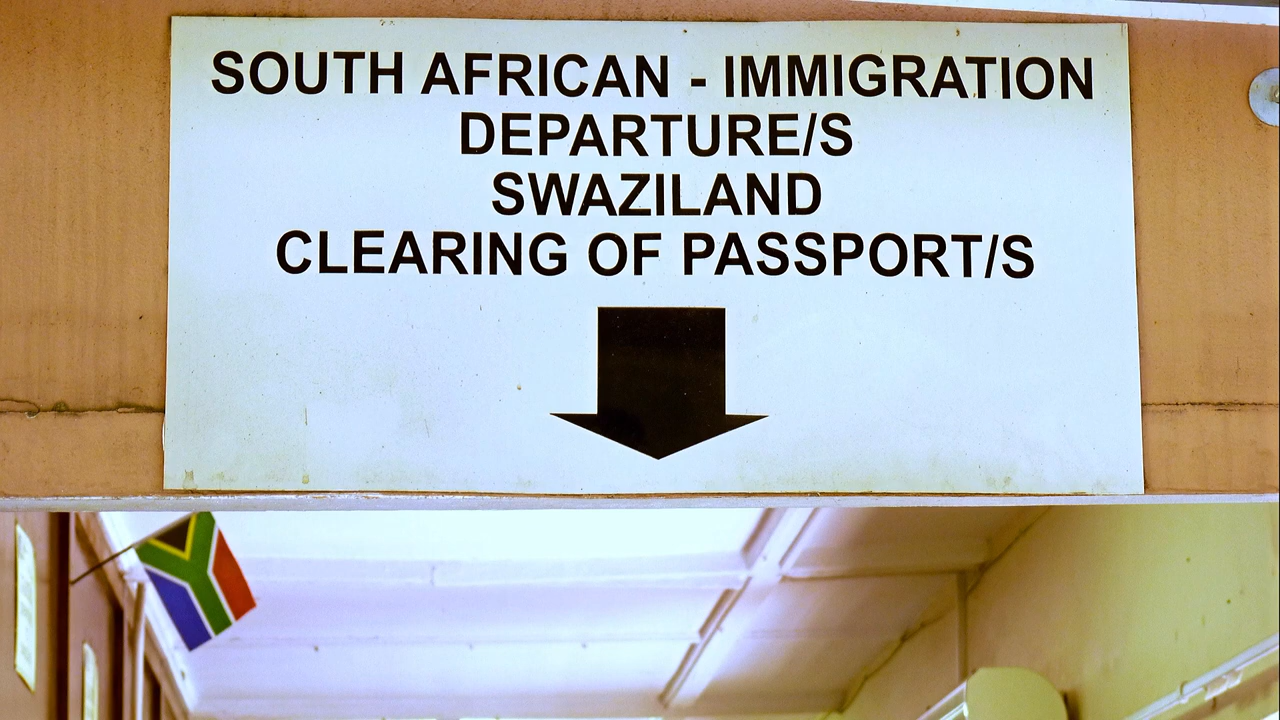 SOUTH AFRICAN - IMMIGRATION
DEPARTURE/S
SWAZILAND
CLEARING OF PASSPORT/S